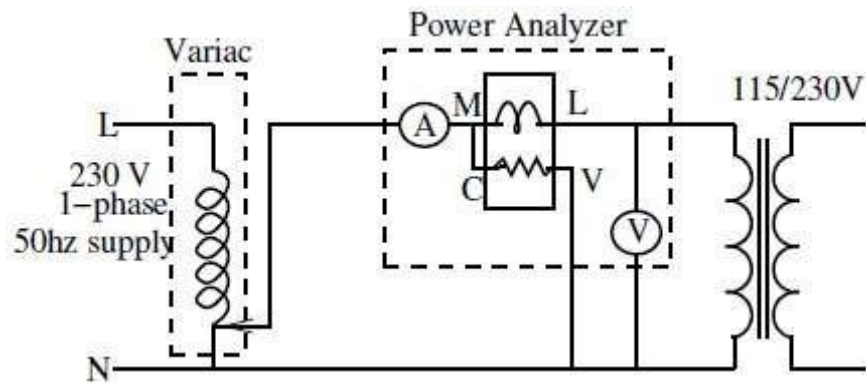 Power Analyzer
Variac
115/230V
M
L
A
L
230 V
1-phase
50hz supply
C
V
V
N